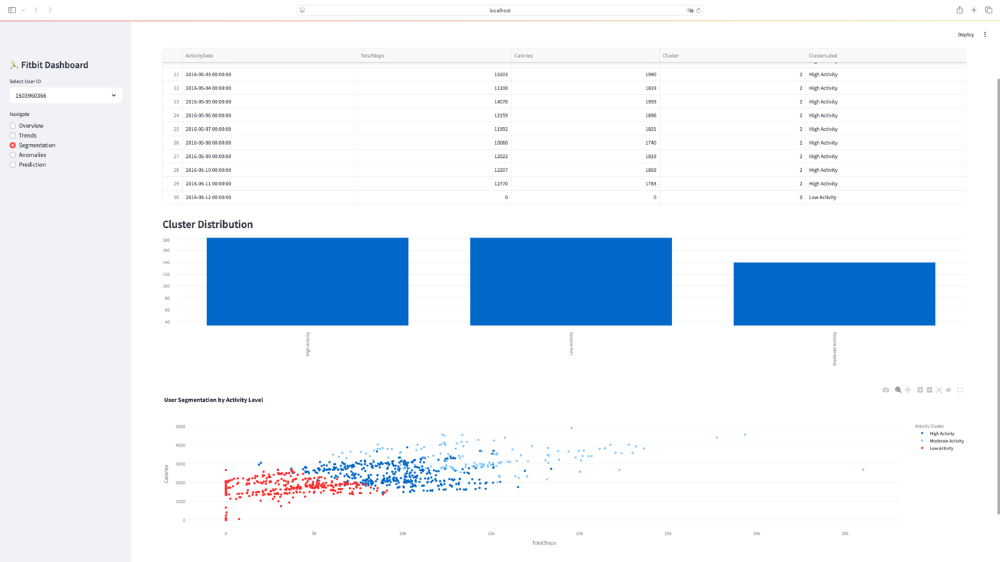 localhost
Deploy
🏃 Fitbit Dashboard
Select User ID
1503960366
Navigate
Overview
Trends
Segmentation
Anomalies
Prediction
ActivityDate TotalSteps Calories Cluster ClusterLabel
21 2016-05-03 00:00:00 15103 1990 2 High Activity
22 2016-05-04 00:00:00 11100 1819 2 High Activity
23 2016-05-05 00:00:00 14070 1959 2 High Activity
24 2016-05-06 00:00:00 12159 1896 2 High Activity
25 2016-05-07 00:00:00 11992 1821 2 High Activity
26 2016-05-08 00:00:00 10060 1740 2 High Activity
27 2016-05-09 00:00:00 12022 1819 2 High Activity
28 2016-05-10 00:00:00 12207 1859 2 High Activity
29 2016-05-11 00:00:00 12770 1783 2 High Activity
30 2016-05-12 00:00:00 0 0 0 Low Activity
Cluster Distribution
180
160
140
120
100
80
60
40
High Activity
Low Activity
Moderate Activity
User Segmentation by Activity Level
5000
4000
3000
2000
1000
0
Calories
0 5k 10k 15k 20k 25k 30k 35k
TotalSteps
Activity Cluster
High Activity
Moderate Activity
Low Activity